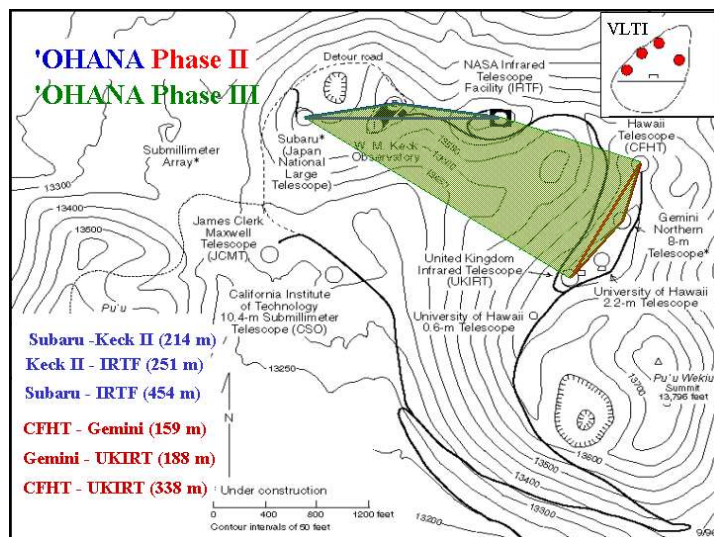 'OHANA Phase II
'OHANA Phase III
VLTI
Detour road
NASA Infrared
Telescope
Facility (IRTF)
Submillimeter
Array*
Subaru*
(Japan
National
Large
Telescope)
W. M. Keck
Observatory
Hawaii
Telescope
(CFHT)
13300
13400
13500
James Clerk
Maxwell
Telescope
(JCMT)
Gemini
Northern
8-m
Telescope*
Pu'u
California Institute
of Technology
10.4-m Submillimeter
Telescope (CSO)
United Kingdom
Infrared Telescope
(UKIRT)
University of Hawaii
0.6-m Telescope
University of Hawaii
2.2-m Telescope
13250
Subaru -Keck II (214 m)
Keck II - IRTF (251 m)
Subaru - IRTF (454 m)
CFHT - Gemini (159 m)
Gemini - UKIRT (188 m)
CFHT - UKIRT (338 m)
N
13700
Pu'u Wekiu
Summit
13,796 feet
13600
13500
13400
13300
13200
* Under construction
0 400 800 1200 feet
Contour intervals of 50 feet